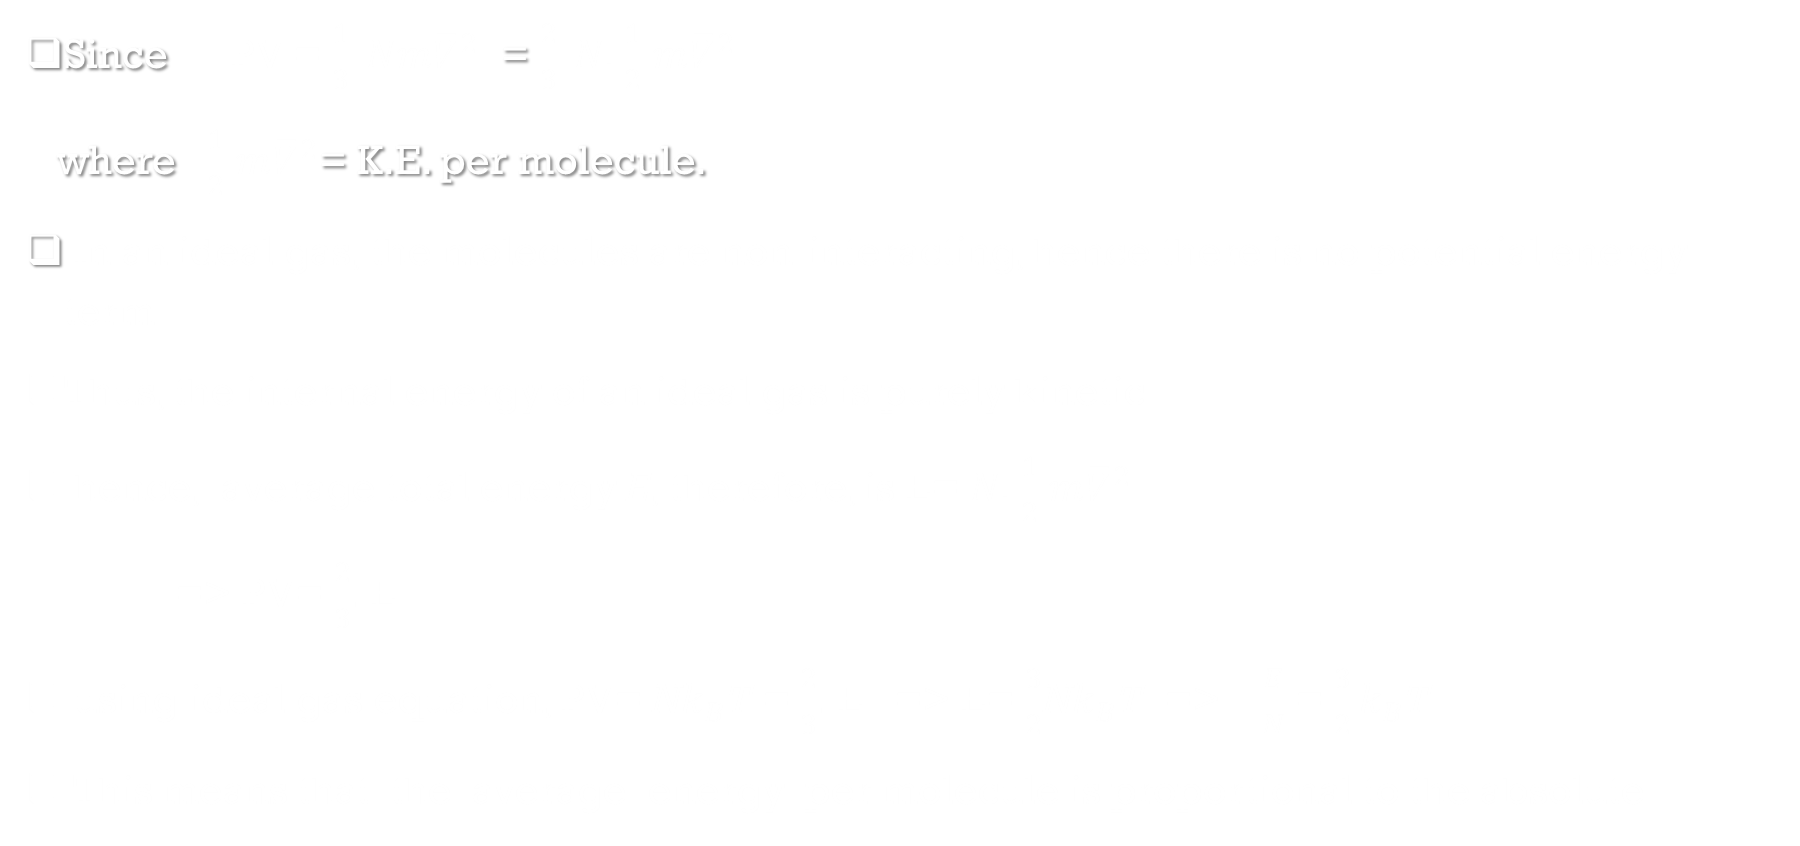 ❑Since =
where = K.E. per molecule.
❑